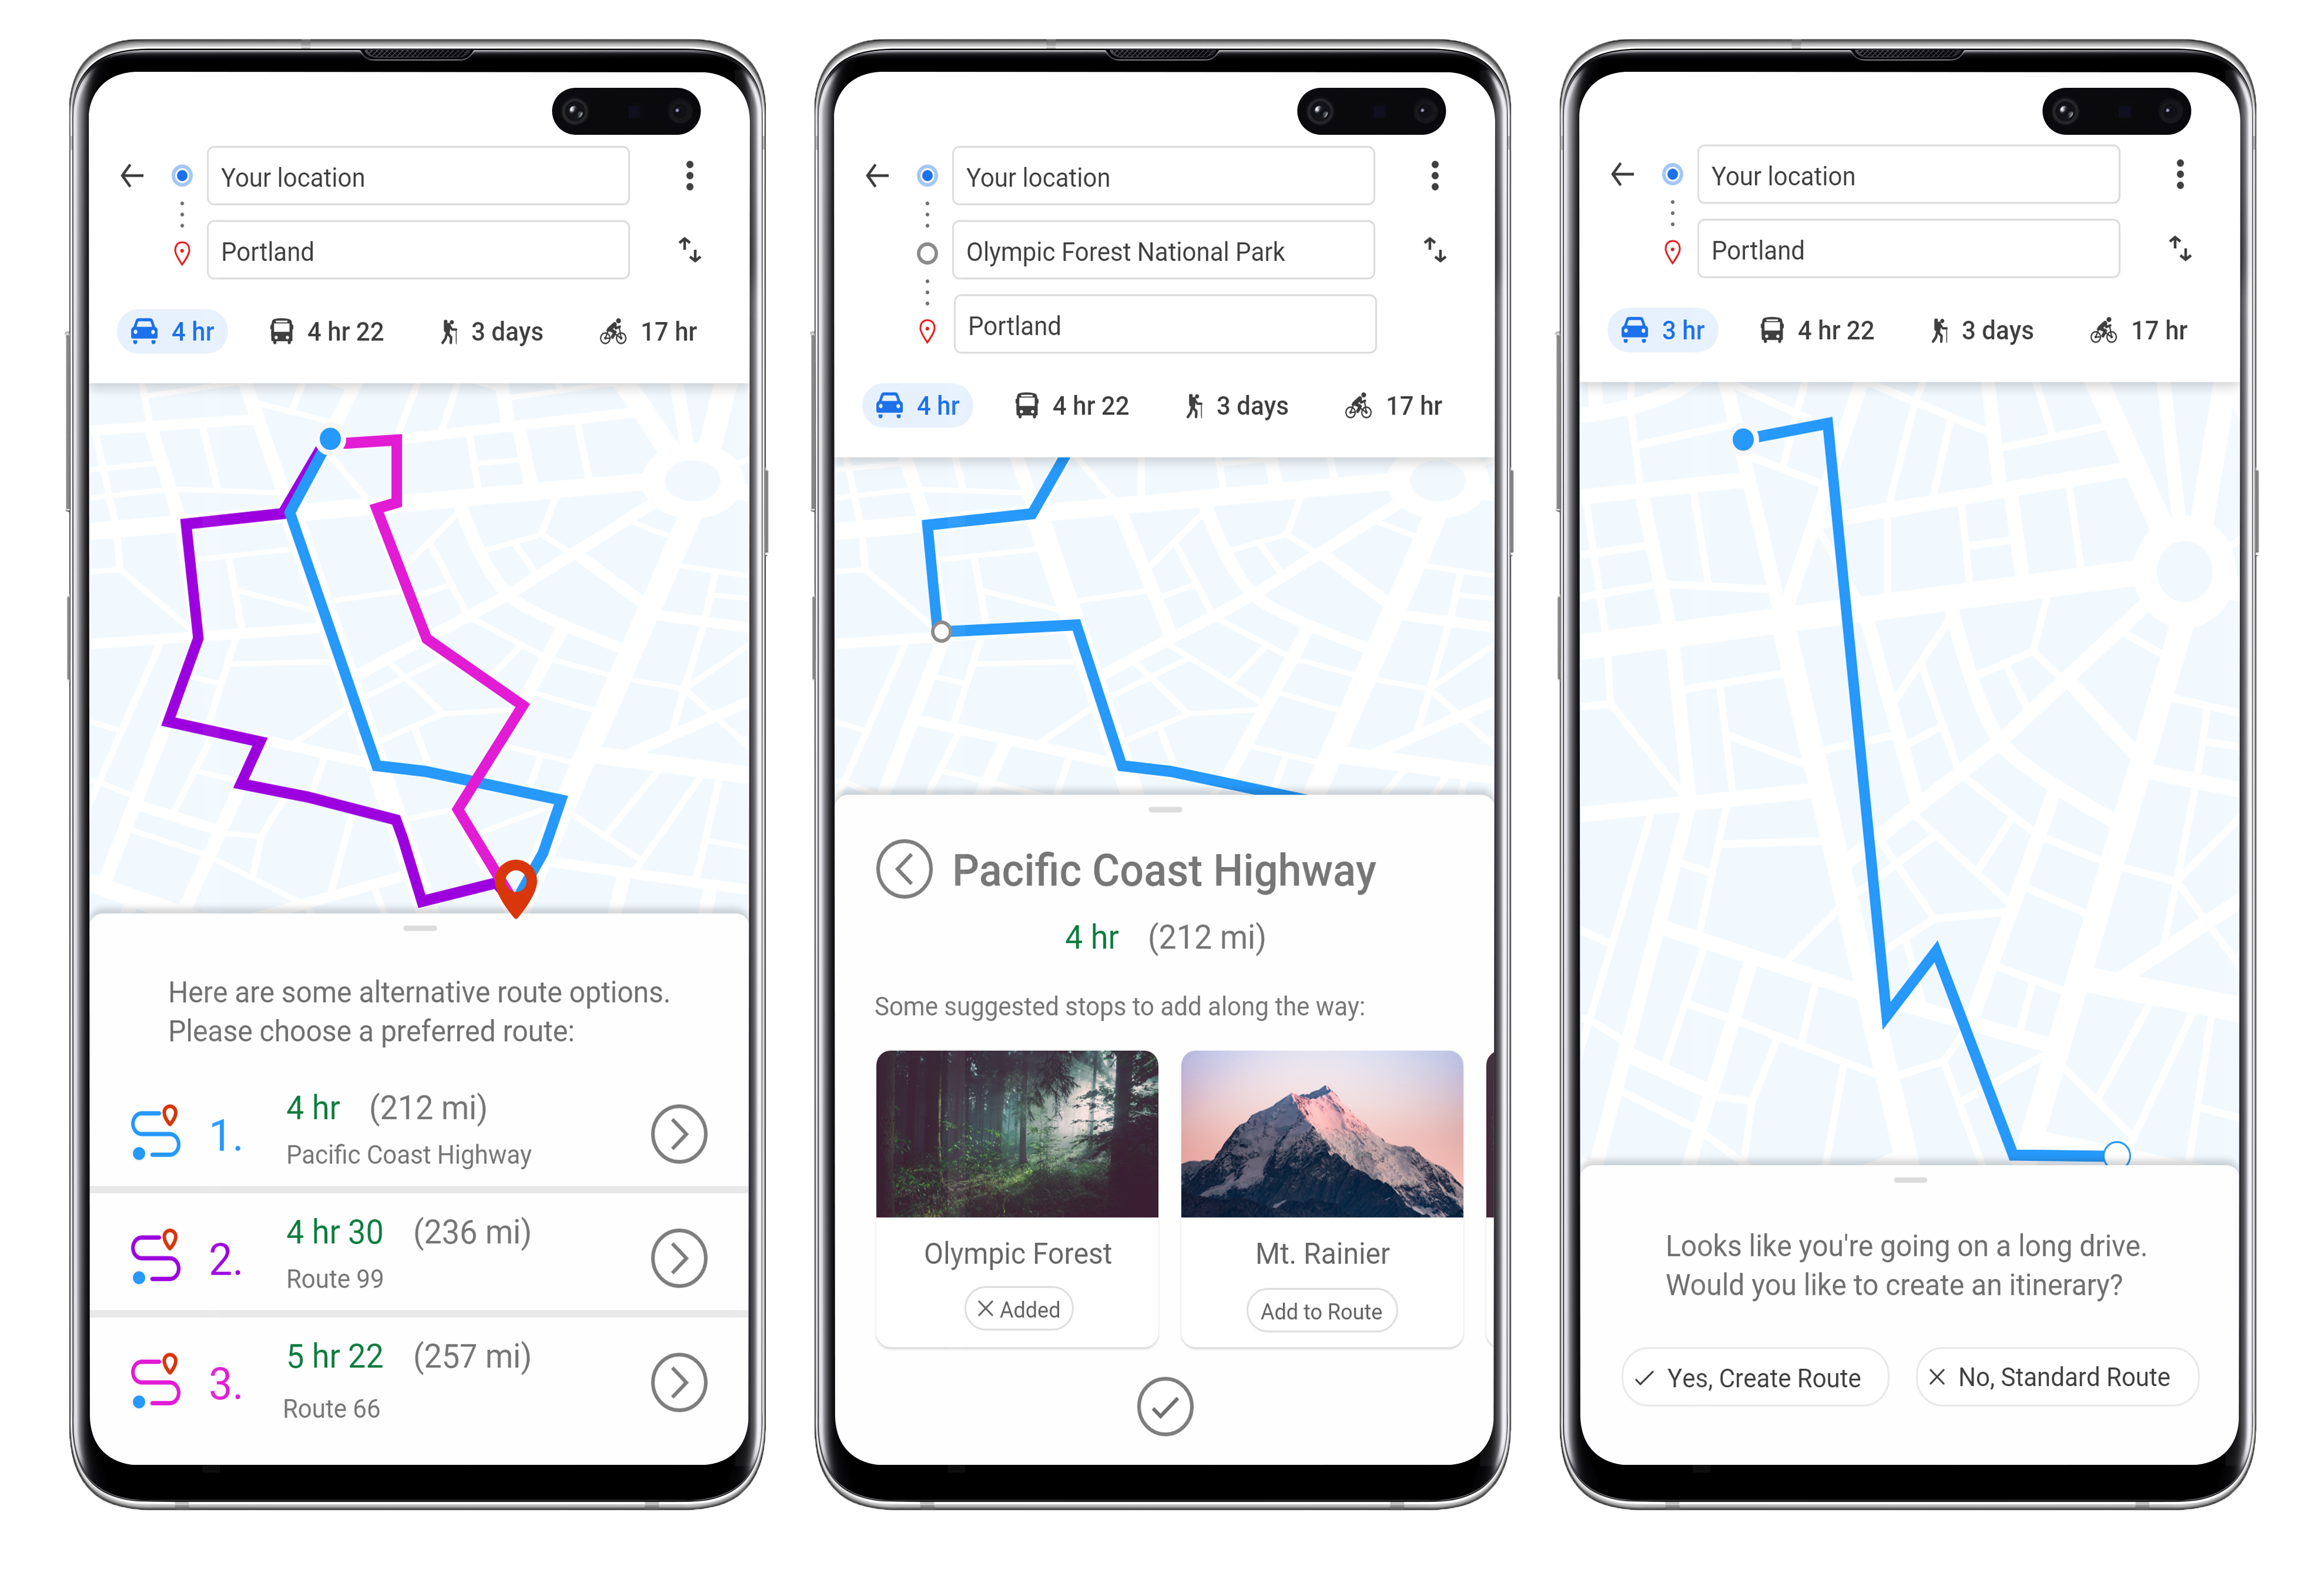 Your location
Portland
4 hr
4 hr 22
3 days
17 hr
Here are some alternative route options.
Please choose a preferred route:
1.
4 hr (212 mi)
Pacific Coast Highway
2.
4 hr 30 (236 mi)
Route 99
3.
5 hr 22 (257 mi)
Route 66
Your location
Olympic Forest National Park
Portland
4 hr
4 hr 22
3 days
17 hr
Pacific Coast Highway
4 hr (212 mi)
Some suggested stops to add along the way:
Olympic Forest
Added
Mt. Rainier
Add to Route
Your location
Portland
3 hr
4 hr 22
3 days
17 hr
Looks like you're going on a long drive.
Would you like to create an itinerary?
Yes, Create Route
No, Standard Route